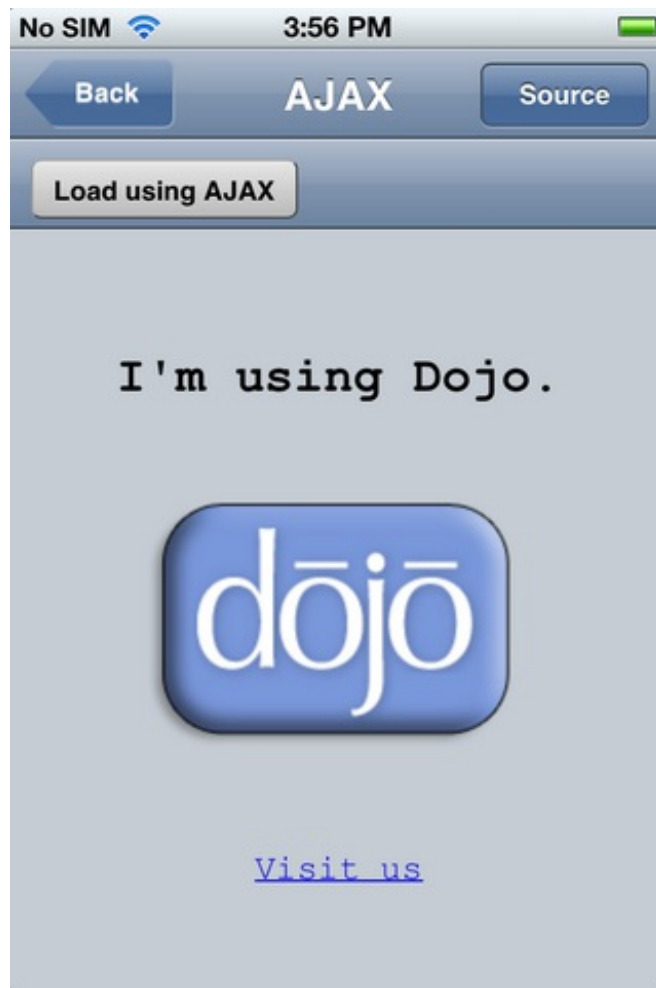 No SIM 3:56 PM
Back AJAX Source
Load using AJAX
I'm using Dojo.
dōjō
Visit us